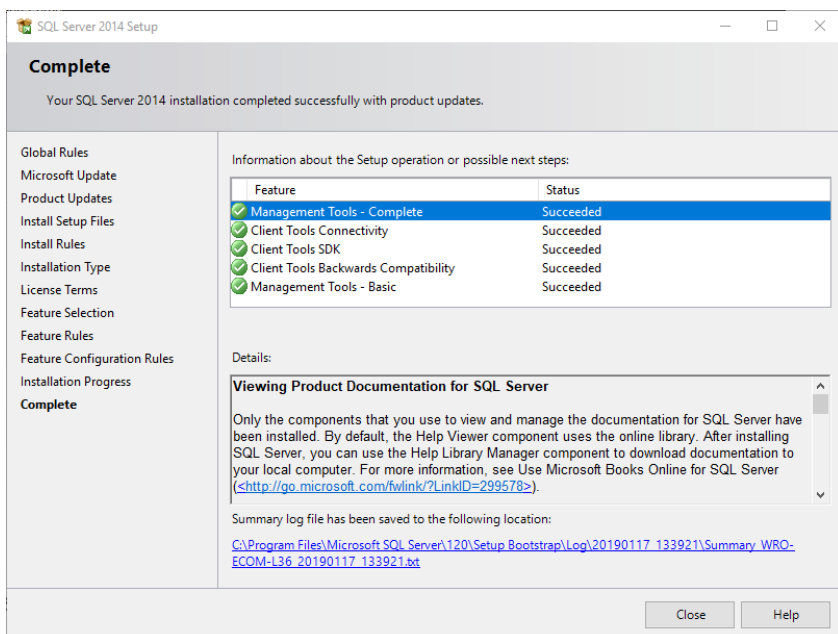 SQL Server 2014 Setup
Complete
Your SQL Server 2014 installation completed successfully with product updates.
Global Rules
Microsoft Update
Product Updates
Install Setup Files
Install Rules
Installation Type
License Terms
Feature Selection
Feature Rules
Feature Configuration Rules
Installation Progress
Complete
Information about the Setup operation or possible next steps:
Feature Status
Management Tools - Complete Succeeded
Client Tools Connectivity Succeeded
Client Tools SDK Succeeded
Client Tools Backwards Compatibility Succeeded
Management Tools - Basic Succeeded
Details:
Viewing Product Documentation for SQL Server
Only the components that you use to view and manage the documentation for SQL Server have
been installed. By default, the Help Viewer component uses the online library. After installing
SQL Server, you can use the Help Library Manager component to download documentation to
your local computer. For more information, see Use Microsoft Books Online for SQL Server
(<http://go.microsoft.com/fwlink/?LinkID=299578>).
Summary log file has been saved to the following location:
C:\Program Files\Microsoft SQL Server\120\Setup Bootstrap\Log\20190117_133921\Summary_WRO-
ECOM-L36_20190117_133921.txt
Close Help